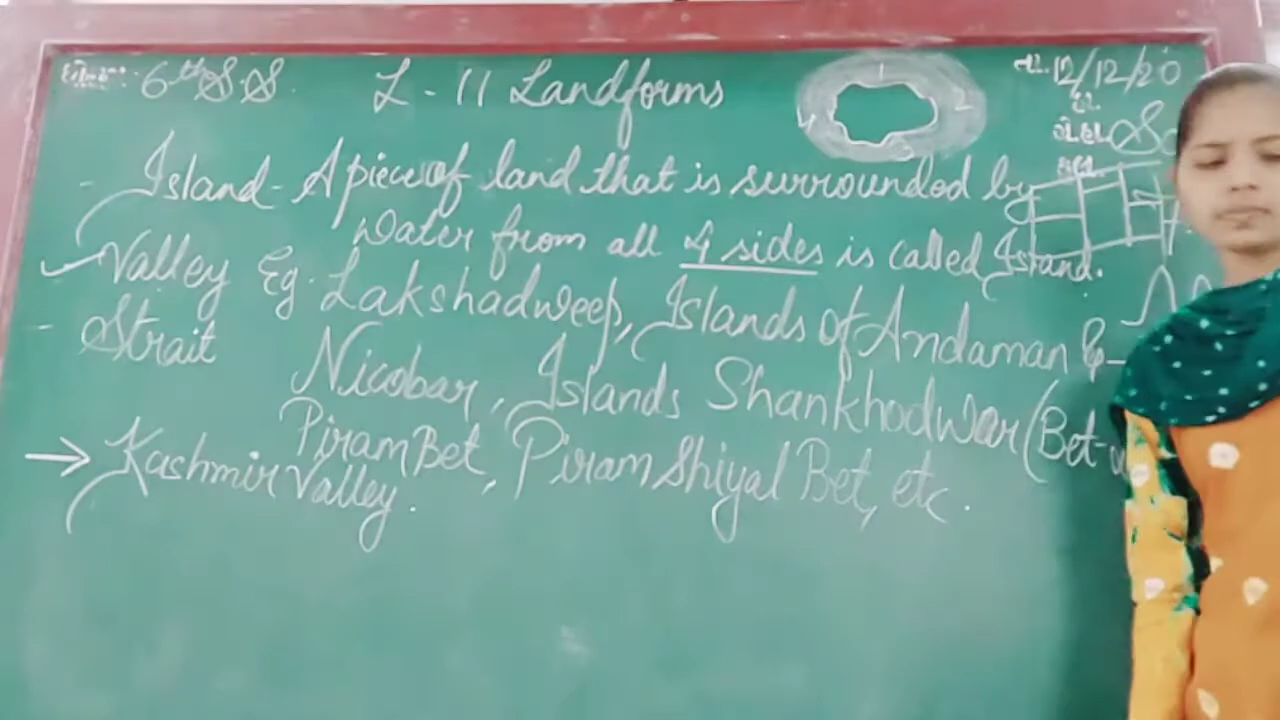 6th S.S.
L-11 Landforms
તા. 12/12/20
- Island - A piece of land that is surrounded by
Water from all 4 sides is called Island.
Valley Eg. Lakshadweep, Islands of Andaman &
- Strait Nicobar, Islands Shankhodwar (Bet-
PiramBet, Piram Shiyal Bet, etc.
→ Kashmir Valley.